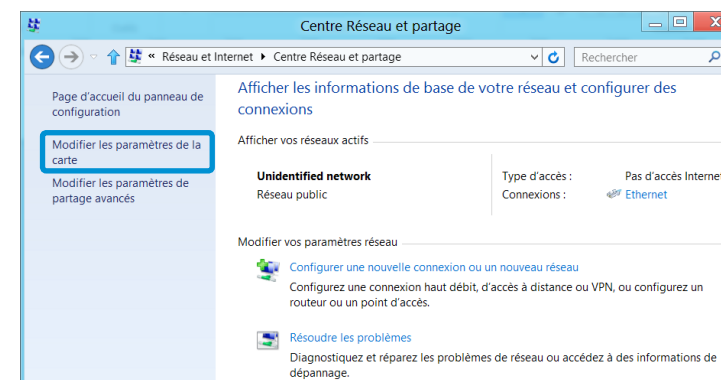 Centre Réseau et partage
« Réseau et Internet ▸ Centre Réseau et partage
Rechercher
Page d'accueil du panneau de
configuration
Modifier les paramètres de la
carte
Modifier les paramètres de
partage avancés
Afficher les informations de base de votre réseau et configurer des
connexions
Afficher vos réseaux actifs
Unidentified network
Réseau public
Type d'accès : Pas d'accès Internet
Connexions : Ethernet
Modifier vos paramètres réseau
Configurer une nouvelle connexion ou un nouveau réseau
Configurez une connexion haut débit, d'accès à distance ou VPN, ou configurez un
routeur ou un point d'accès.
Résoudre les problèmes
Diagnostiquez et réparez les problèmes de réseau ou accédez à des informations de
dépannage.